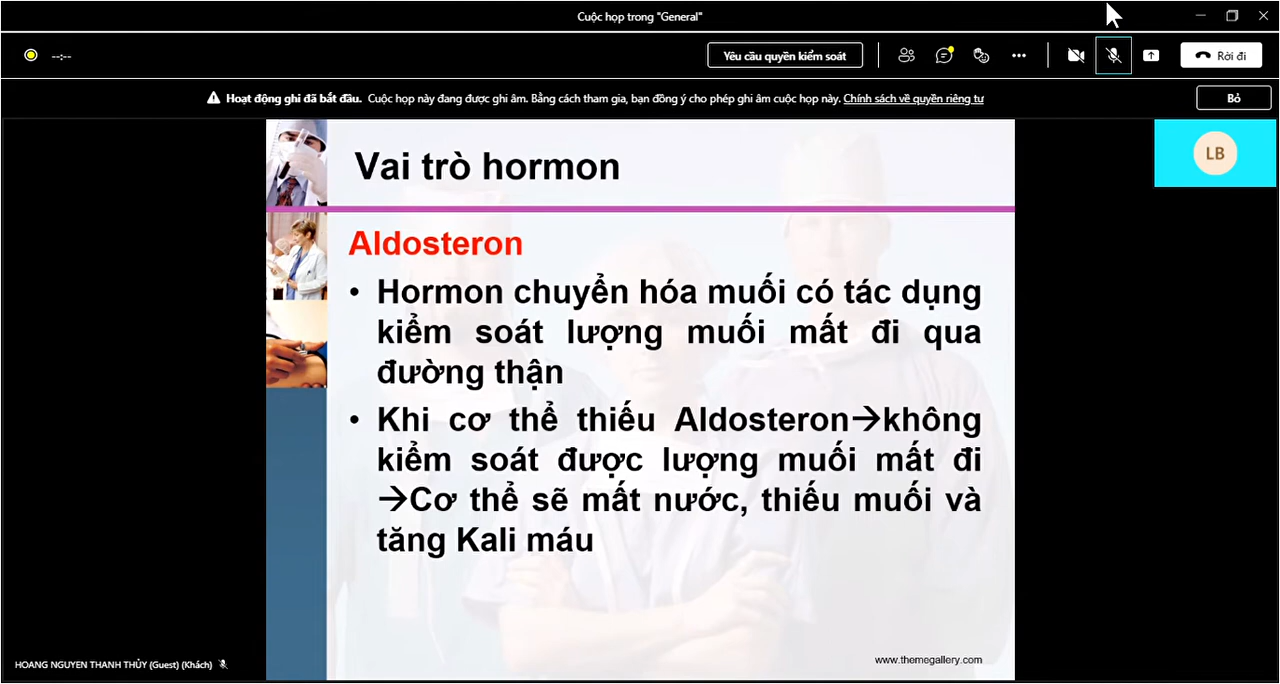 Cuộc họp trong "General"
--:--
Yêu cầu quyền kiểm soát
Rời đi
Hoạt động ghi đã bắt đầu. Cuộc họp này đang được ghi âm. Bằng cách tham gia, bạn đồng ý cho phép ghi âm cuộc họp này. Chính sách về quyền riêng tư
Bỏ
LB
Vai trò hormon
Aldosteron
• Hormon chuyển hóa muối có tác dụng
kiểm soát lượng muối mất đi qua
đường thận
• Khi cơ thể thiếu Aldosteron→không
kiểm soát được lượng muối mất đi
→Cơ thể sẽ mất nước, thiếu muối và
tăng Kali máu
www.themegallery.com
HOANG NGUYEN THANH THỦY (Guest) (Khách)